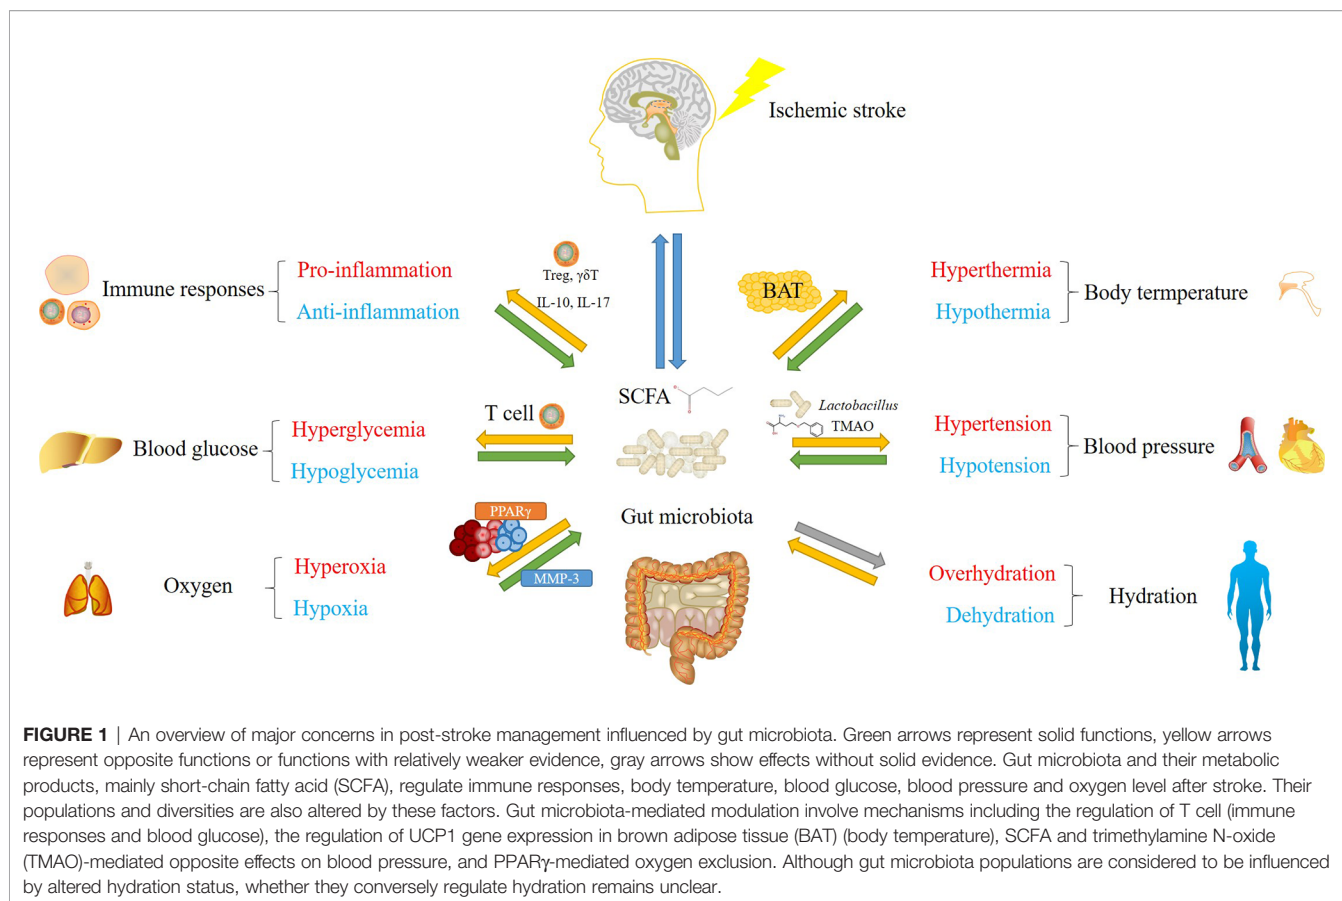 Ischemic stroke
Immune responses
Pro-inflammation
Anti-inflammation
Treg, γδT
IL-10, IL-17
BAT
Hyperthermia
Hypothermia
Body termperature
Blood glucose
Hyperglycemia
Hypoglycemia
T cell
SCFA
Lactobacillus
TMAO
Hypertension
Hypotension
Blood pressure
Gut microbiota
Oxygen
Hyperoxia
Hypoxia
PPARγ
MMP-3
Overhydration
Dehydration
Hydration
FIGURE 1 | An overview of major concerns in post-stroke management influenced by gut microbiota. Green arrows represent solid functions, yellow arrows
represent opposite functions or functions with relatively weaker evidence, gray arrows show effects without solid evidence. Gut microbiota and their metabolic
products, mainly short-chain fatty acid (SCFA), regulate immune responses, body temperature, blood glucose, blood pressure and oxygen level after stroke. Their
populations and diversities are also altered by these factors. Gut microbiota-mediated modulation involve mechanisms including the regulation of T cell (immune
responses and blood glucose), the regulation of UCP1 gene expression in brown adipose tissue (BAT) (body temperature), SCFA and trimethylamine N-oxide
(TMAO)-mediated opposite effects on blood pressure, and PPARγ-mediated oxygen exclusion. Although gut microbiota populations are considered to be influenced
by altered hydration status, whether they conversely regulate hydration remains unclear.